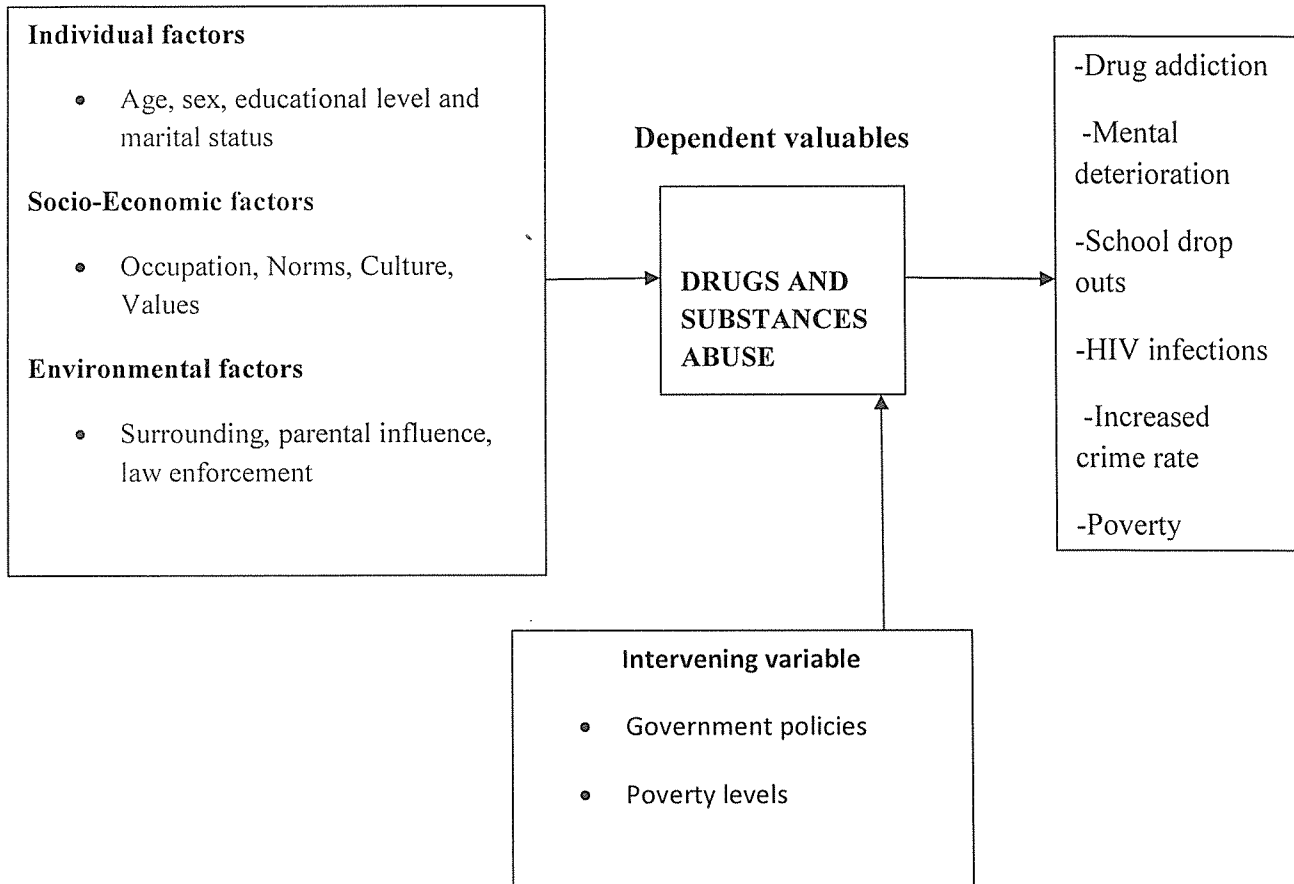 Individual factors
• Age, sex, educational level and
marital status
Socio-Economic factors
• Occupation, Norms, Culture,
Values
Environmental factors
• Surrounding, parental influence,
law enforcement
Dependent valuables
DRUGS AND
SUBSTANCES
ABUSE
-Drug addiction
-Mental
deterioration
-School drop
outs
-HIV infections
-Increased
crime rate
-Poverty
Intervening variable
• Government policies
• Poverty levels